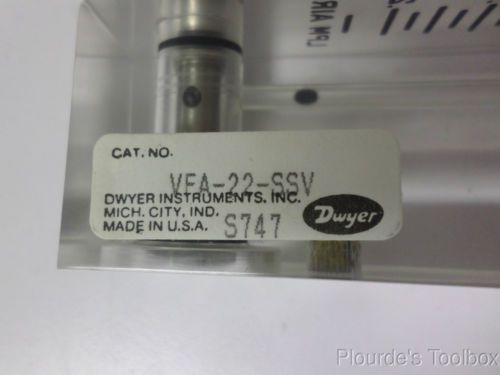 CAT. NO.
VFA-22-SSV
DWYER INSTRUMENTS, INC.
MICH. CITY, IND.
MADE IN U.S.A. S747
Dwyer
Plourde's Toolbox